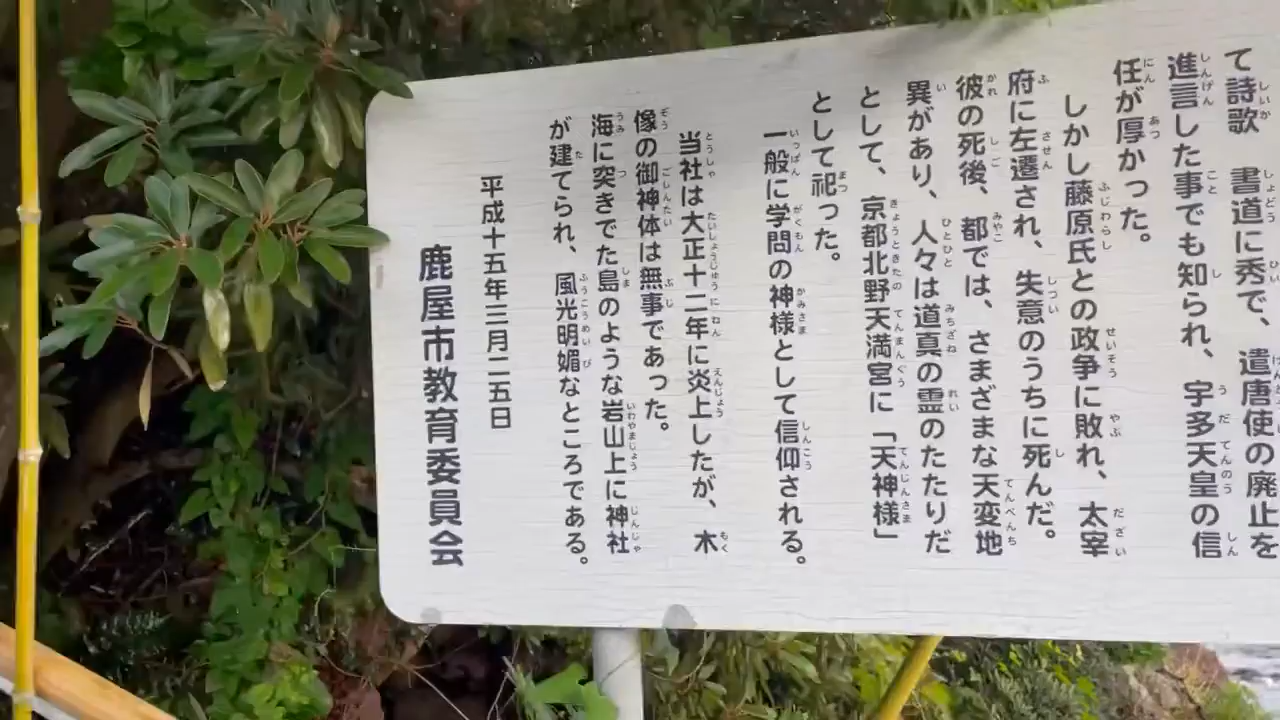 て詩歌　書道に秀で、遣唐使の廃止を
進言した事でも知られ、宇多天皇の信
任が厚かった。
しかし藤原氏との政争に敗れ、太宰
府に左遷され、失意のうちに死んだ。
彼の死後、都では、さまざまな天変地
異があり、人々は道真の霊のたたりだ
として、京都北野天満宮に「天神様」
として祀った。
一般に学問の神様として信仰される。
当社は大正十二年に炎上したが、木
像の御神体は無事であった。
海に突きでた島のような岩山上に神社
が建てられ、風光明媚なところである。
平成十五年三月二五日
鹿屋市教育委員会